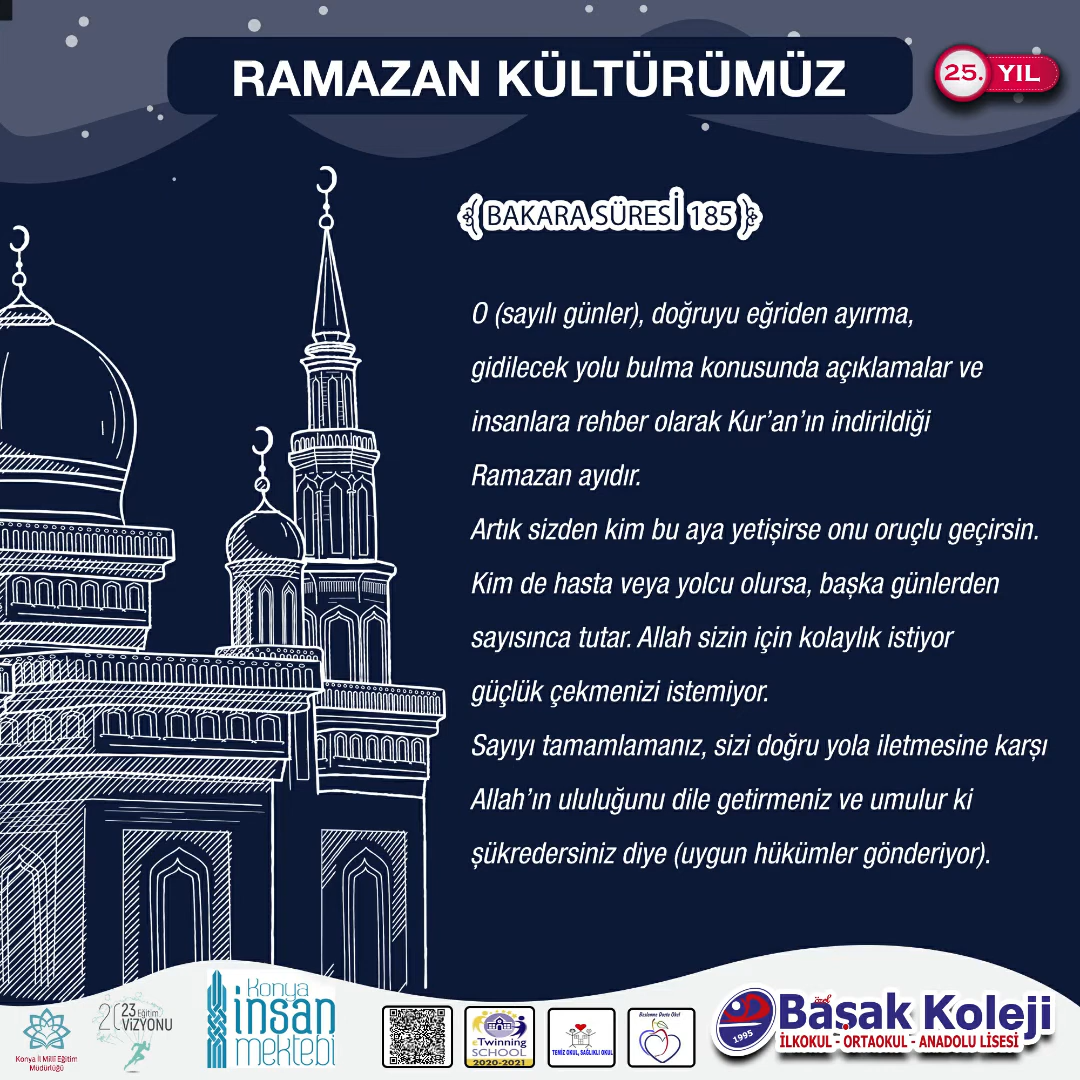 RAMAZAN KÜLTÜRÜMÜZ
25. YIL
BAKARA SÜRESİ 185
O (sayılı günler), doğruyu eğriden ayırma,
gidilecek yolu bulma konusunda açıklamalar ve
insanlara rehber olarak Kur’an’ın indirildiği
Ramazan ayıdır.
Artık sizden kim bu aya yetişirse onu oruçlu geçirsin.
Kim de hasta veya yolcu olursa, başka günlerden
sayısınca tutar. Allah sizin için kolaylık istiyor
güçlük çekmenizi istemiyor.
Sayıyı tamamlamanız, sizi doğru yola iletmesine karşı
Allah’ın ululuğunu dile getirmeniz ve umulur ki
şükredersiniz diye (uygun hükümler gönderiyor).
Konya İl Millî Eğitim
Müdürlüğü
2023 Eğitim
VİZYONU
Konya
insan
mektebi
eTwinning
SCHOOL
2020-2021
TEMİZ OKUL, SAĞLIKLI OKUL
Beslenme Dostu Okul
1995
özel
Başak Koleji
İLKOKUL - ORTAOKUL - ANADOLU LİSESİ